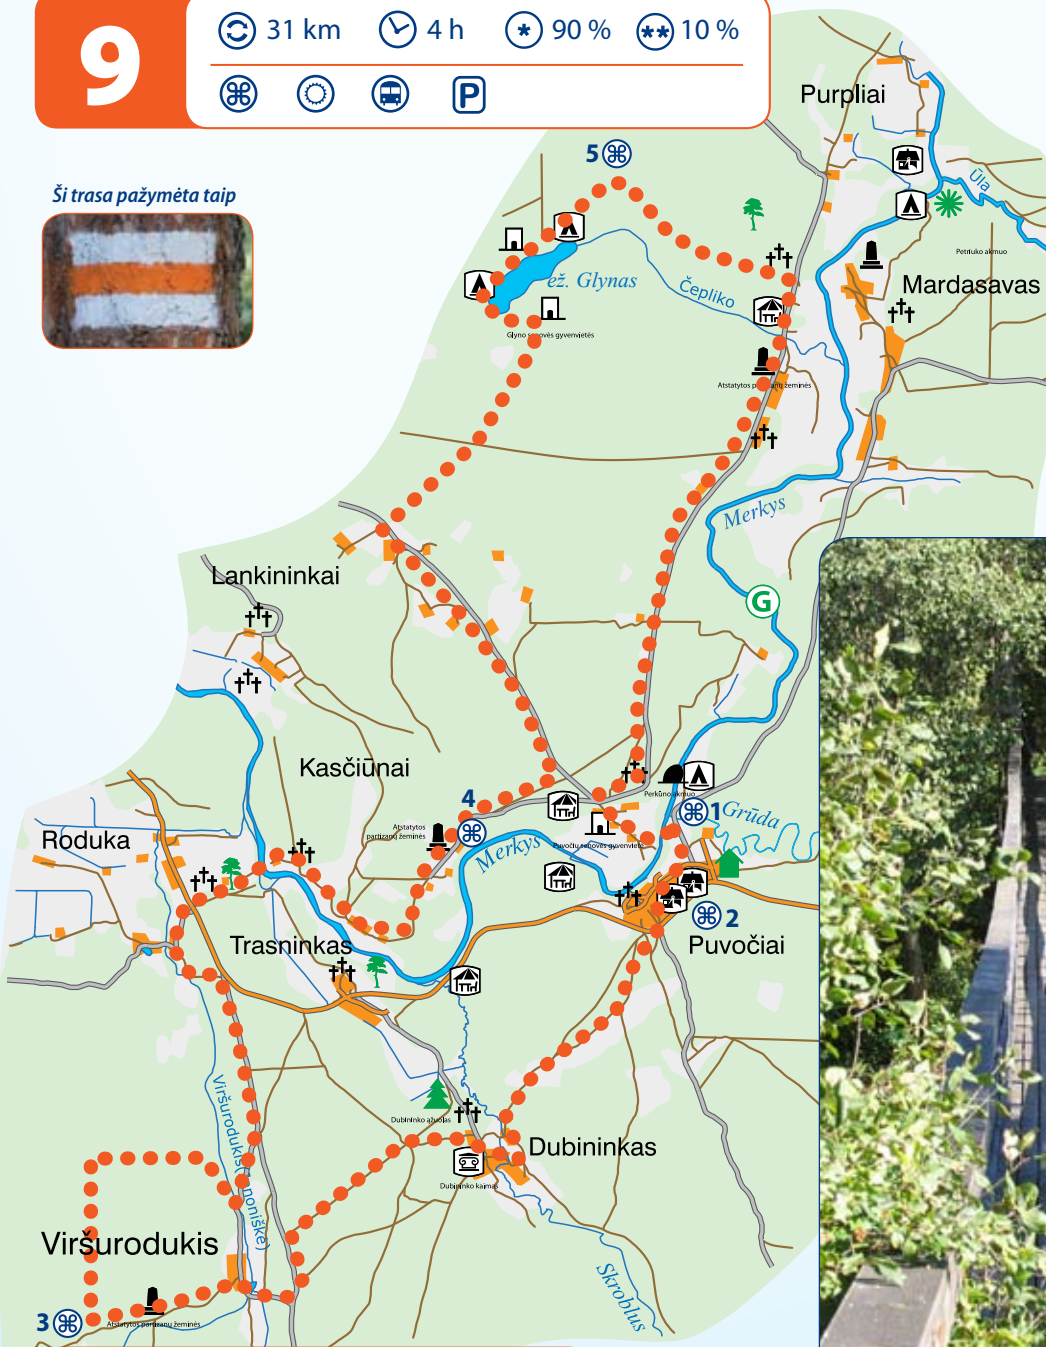 9
31 km 4 h * 90 % ** 10 %
P
Ši trasa pažymėta taip
Purpliai
5
Ūla
Petriuko akmuo
Mardasavas
ež. Glynas
Čepliko
Glyno senovės gyvenvietės
Atstatytos partizanų žeminės
Merkys
Lankininkai
G
Kasčiūnai
4
Atstatytos
partizanų žeminės
Perkūno akmuo
1
Grūda
Merkys
Puvočių senovės gyvenvietė
Roduka
2
Puvočiai
Trasninkas
Viršurodukis
Dubininko ąžuolas
Dubininkas
Dubininko kaimas
Viršurodukis
Skroblus
3
Atstatytos partizanų žeminės